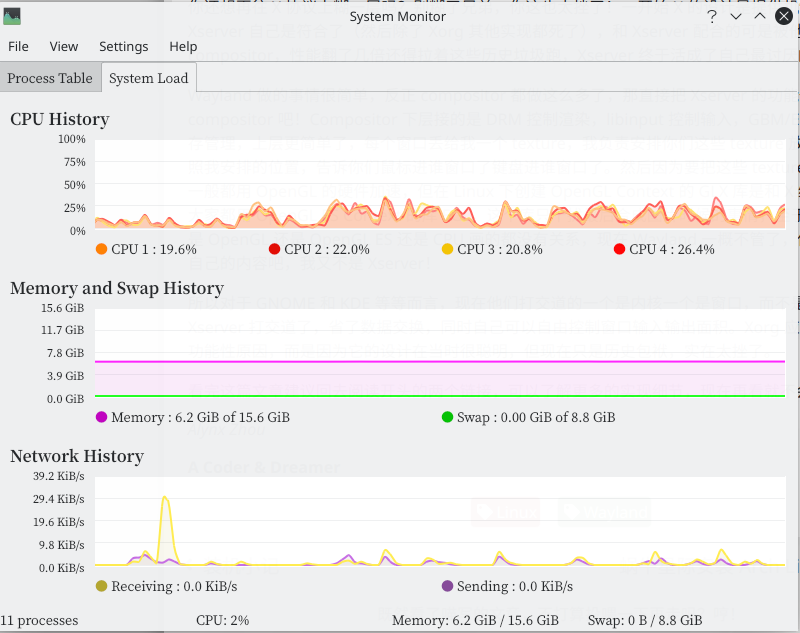 System Monitor
File View Settings Help
Process Table System Load
CPU History
100%
75%
50%
25%
0%
CPU 1 : 19.6% CPU 2 : 22.0% CPU 3 : 20.8% CPU 4 : 26.4%
Memory and Swap History
15.6 GiB
11.7 GiB
7.8 GiB
3.9 GiB
0.0 GiB
Memory : 6.2 GiB of 15.6 GiB Swap : 0.00 GiB of 8.8 GiB
Network History
39.2 KiB/s
29.4 KiB/s
A Coder & Dreamer
19.6 KiB/s
9.8 KiB/s
0.0 KiB/s
Receiving : 0.0 KiB/s Sending : 0.0 KiB/s
11 processes CPU: 2% Memory: 6.2 GiB / 15.6 GiB Swap: 0 B / 8.8 GiB